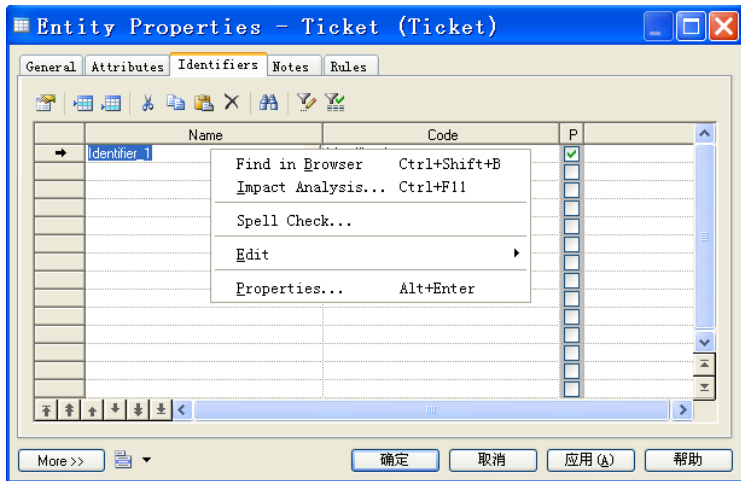 Entity Properties - Ticket (Ticket)
General Attributes Identifiers Notes Rules
Name Code P
Identifier_1
Find in Browser Ctrl+Shift+B
Impact Analysis... Ctrl+F11
Spell Check...
Edit
Properties... Alt+Enter
More >> 确定 取消 应用(A) 帮助